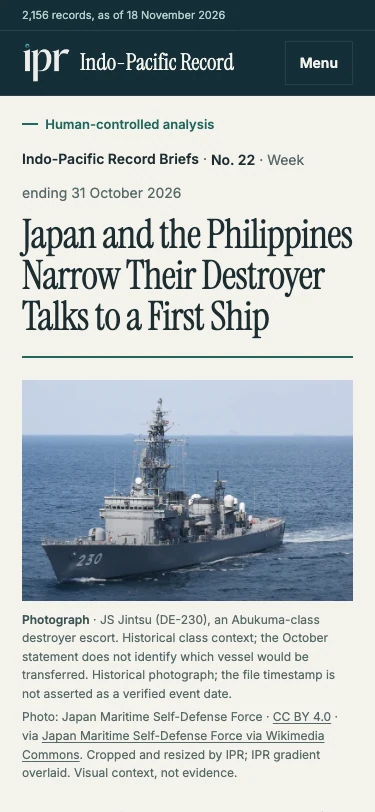 2,156 records, as of 18 November 2026
ipr Indo-Pacific Record
Menu
Human-controlled analysis
Indo-Pacific Record Briefs · No. 22 · Week
ending 31 October 2026
Japan and the Philippines
Narrow Their Destroyer
Talks to a First Ship
230
Photograph · JS Jintsu (DE-230), an Abukuma-class
destroyer escort. Historical class context; the October
statement does not identify which vessel would be
transferred. Historical photograph; the file timestamp is
not asserted as a verified event date.
Photo: Japan Maritime Self-Defense Force · CC BY 4.0 ·
via Japan Maritime Self-Defense Force via Wikimedia
Commons. Cropped and resized by IPR; IPR gradient
overlaid. Visual context, not evidence.